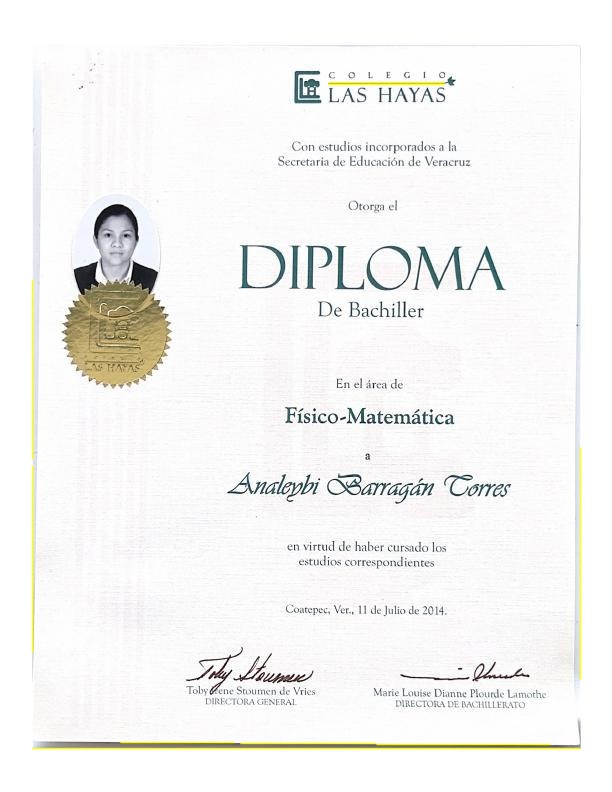 COLEGIO
LAS HAYAS
Con estudios incorporados a la
Secretaria de Educación de Veracruz
Otorga el
DIPLOMA
De Bachiller
LAS HAYAS
En el área de
Físico-Matemática
a
Analeybi Barragán Torres
en virtud de haber cursado los
estudios correspondientes
Coatepec, Ver., 11 de Julio de 2014.
Toby Stoumen
Toby Irene Stoumen de Vries
DIRECTORA GENERAL
Marie Louise Dianne Plourde Lamothe
DIRECTORA DE BACHILLERATO